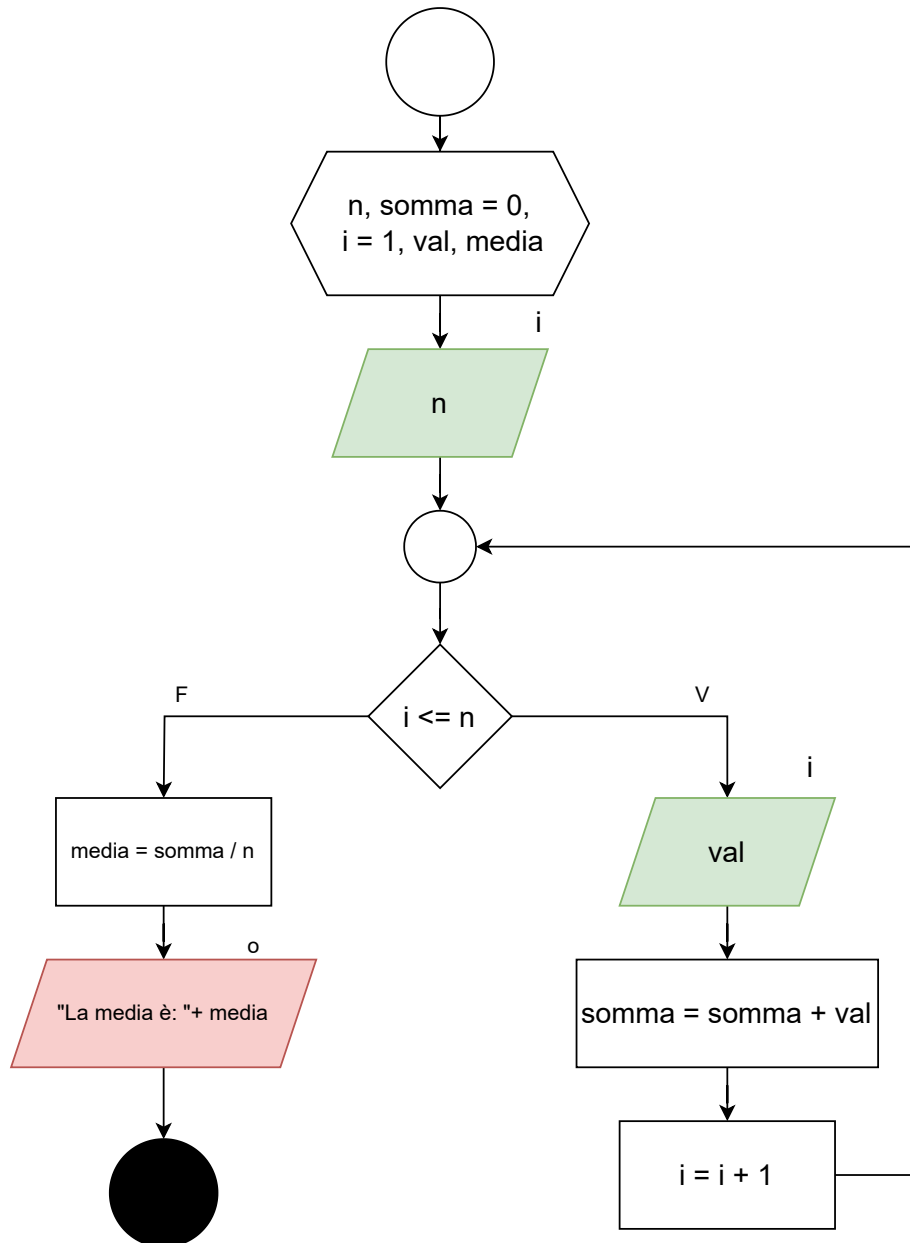 n, somma = 0,
i = 1, val, media
i
n
i <= n
F
V
media = somma / n
o
"La media è: "+ media
i
val
somma = somma + val
i = i + 1